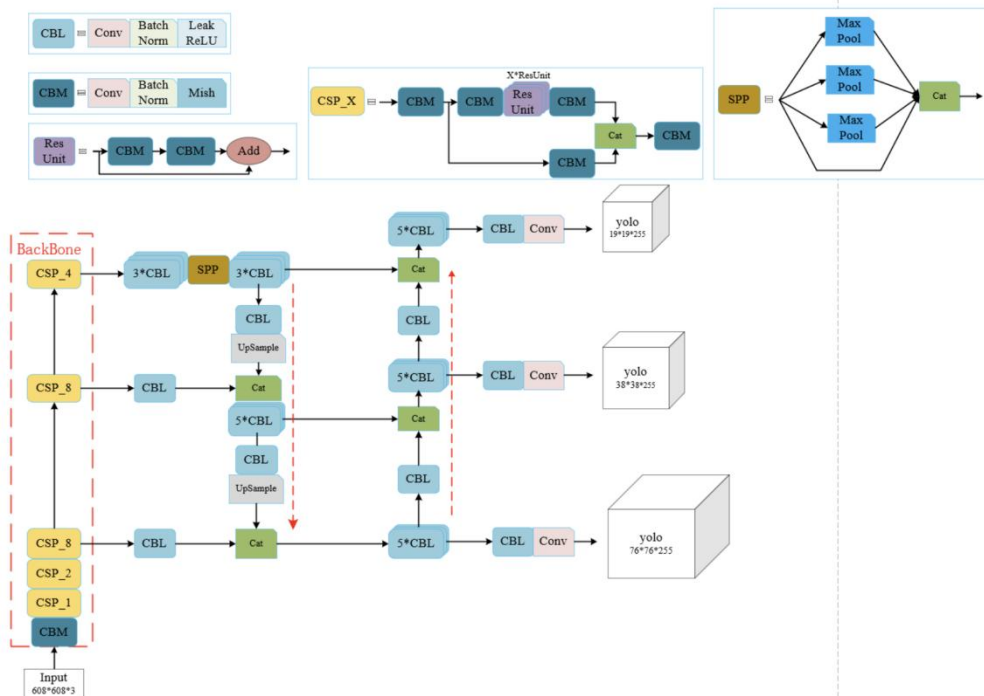 CBL = Conv Batch Norm Leak ReLU
CBM = Conv Batch Norm Mish
Res Unit = CBM CBM Add
X*ResUnit
CSP_X = CBM CBM Res Unit CBM
Cat CBM
CBM
SPP = Max Pool
Max Pool
Max Pool
Cat
BackBone
CSP_4 3*CBL SPP 3*CBL Cat
5*CBL CBL Conv yolo
19*19*255
CBL
UpSample
CBL
CSP_8 CBL Cat
5*CBL CBL Conv yolo
38*38*255
5*CBL Cat
CBL
UpSample
CBL
CSP_8 CBL Cat 5*CBL CBL Conv yolo
76*76*255
CSP_2
CSP_1
CBM
Input
608*608*3